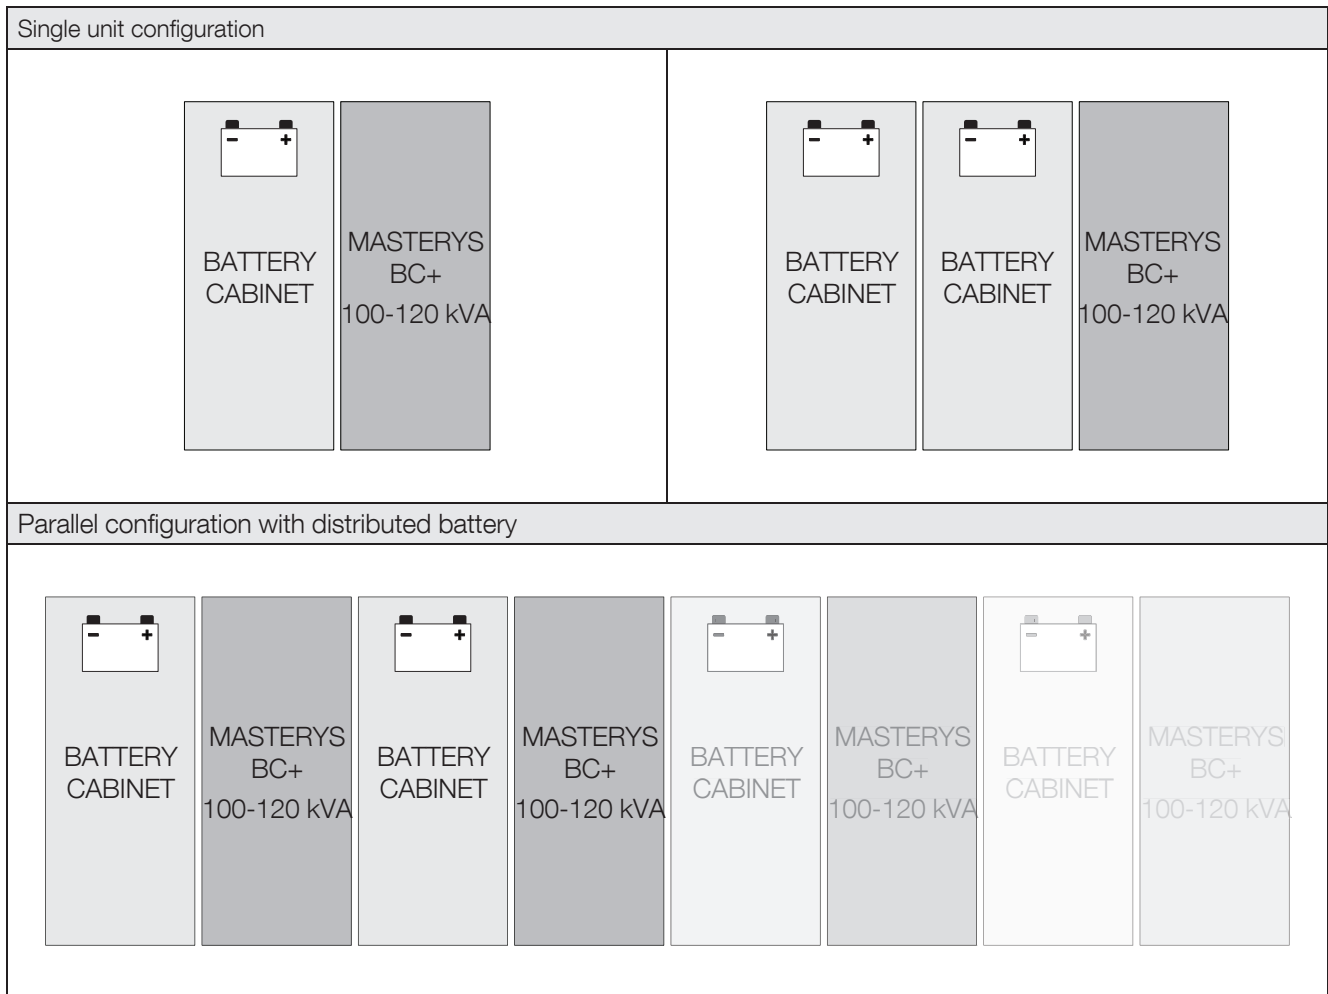 Single unit configuration
- +
BATTERY
CABINET
MASTERYS
BC+
100-120 kVA
- +
BATTERY
CABINET
- +
BATTERY
CABINET
MASTERYS
BC+
100-120 kVA
Parallel configuration with distributed battery
- +
BATTERY
CABINET
MASTERYS
BC+
100-120 kVA
- +
BATTERY
CABINET
MASTERYS
BC+
100-120 kVA
- +
BATTERY
CABINET
MASTERYS
BC+
100-120 kVA
- +
BATTERY
CABINET
MASTERYS
BC+
100-120 kVA